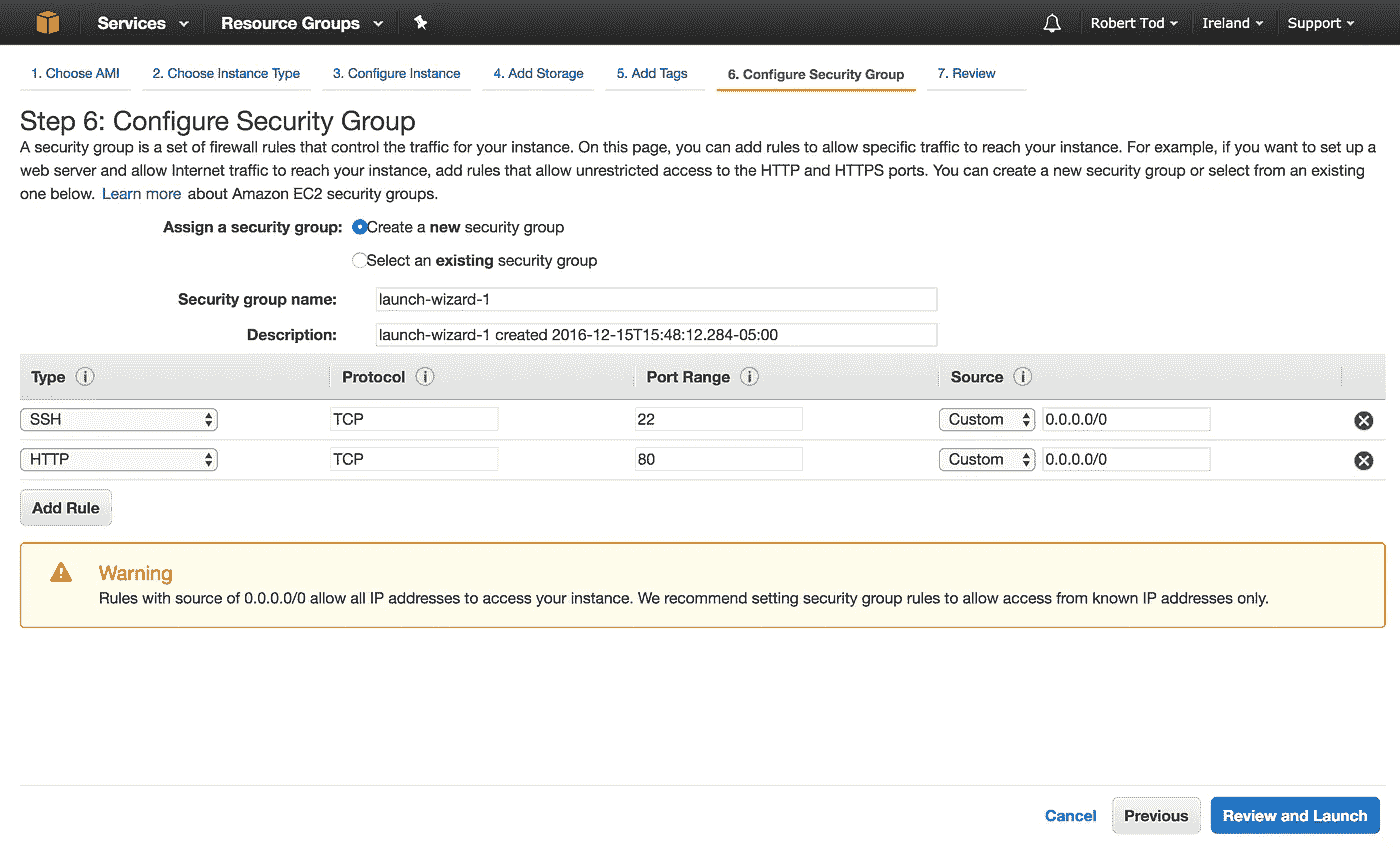 Services Resource Groups Robert Tod Ireland Support
1. Choose AMI 2. Choose Instance Type 3. Configure Instance 4. Add Storage 5. Add Tags 6. Configure Security Group 7. Review
Step 6: Configure Security Group
A security group is a set of firewall rules that control the traffic for your instance. On this page, you can add rules to allow specific traffic to reach your instance. For example, if you want to set up a
web server and allow Internet traffic to reach your instance, add rules that allow unrestricted access to the HTTP and HTTPS ports. You can create a new security group or select from an existing
one below. Learn more about Amazon EC2 security groups.
Assign a security group: Create a new security group
Select an existing security group
Security group name: launch-wizard-1
Description: launch-wizard-1 created 2016-12-15T15:48:12.284-05:00
Type Protocol Port Range Source
SSH TCP 22 Custom 0.0.0.0/0
HTTP TCP 80 Custom 0.0.0.0/0
Add Rule
Warning
Rules with source of 0.0.0.0/0 allow all IP addresses to access your instance. We recommend setting security group rules to allow access from known IP addresses only.
Cancel Previous Review and Launch